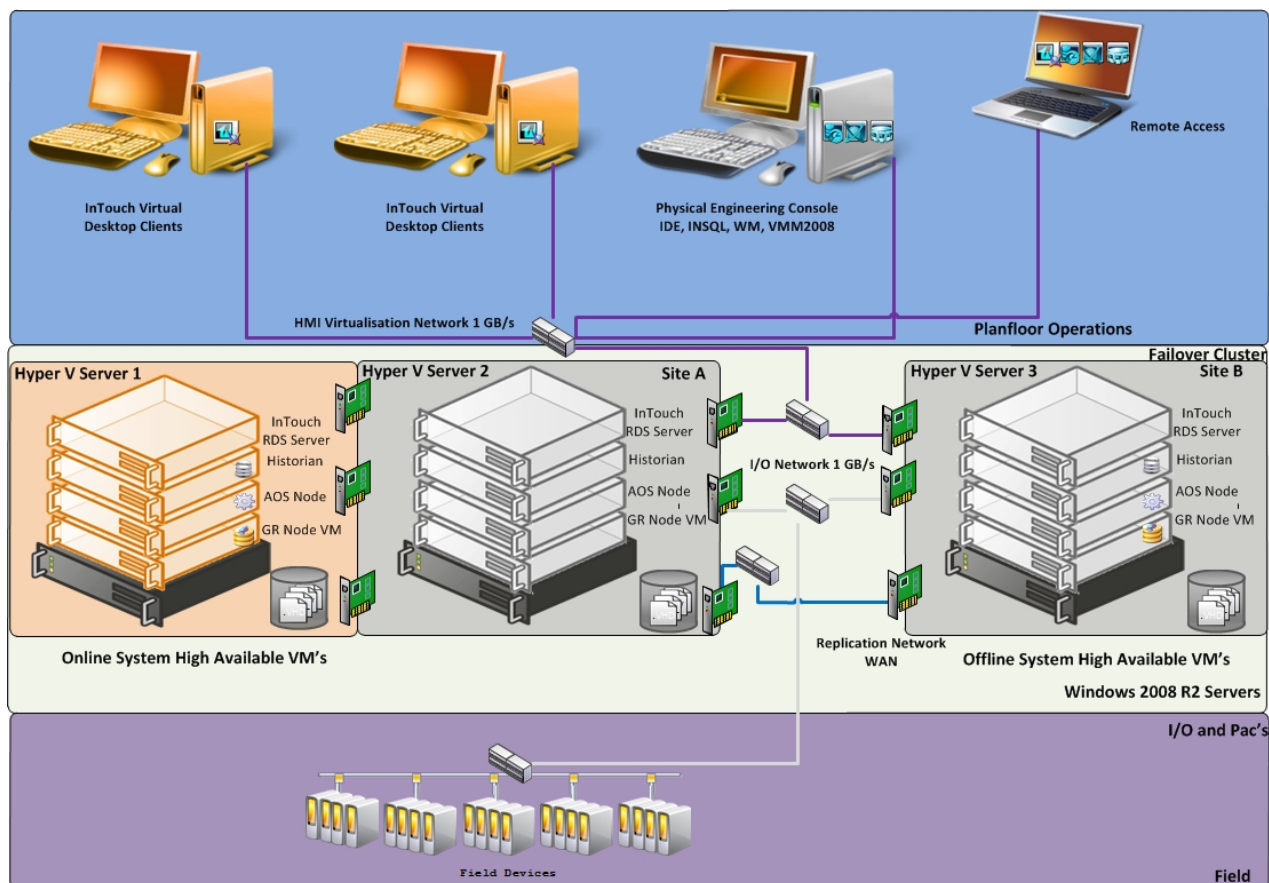 Remote Access
InTouch Virtual
Desktop Clients
InTouch Virtual
Desktop Clients
Physical Engineering Console
IDE, INSQL, WM, VMM2008
HMI Virtualisation Network 1 GB/s
Planfloor Operations
Failover Cluster
Hyper V Server 1
Hyper V Server 2
Site A
Hyper V Server 3
Site B
InTouch
RDS Server
Historian
AOS Node
GR Node VM
InTouch
RDS Server
Historian
AOS Node
GR Node VM
I/O Network 1 GB/s
InTouch
RDS Server
Historian
AOS Node
GR Node VM
Replication Network
WAN
Online System High Available VM's
Offline System High Available VM's
Windows 2008 R2 Servers
I/O and Pac's
Field Devices
Field